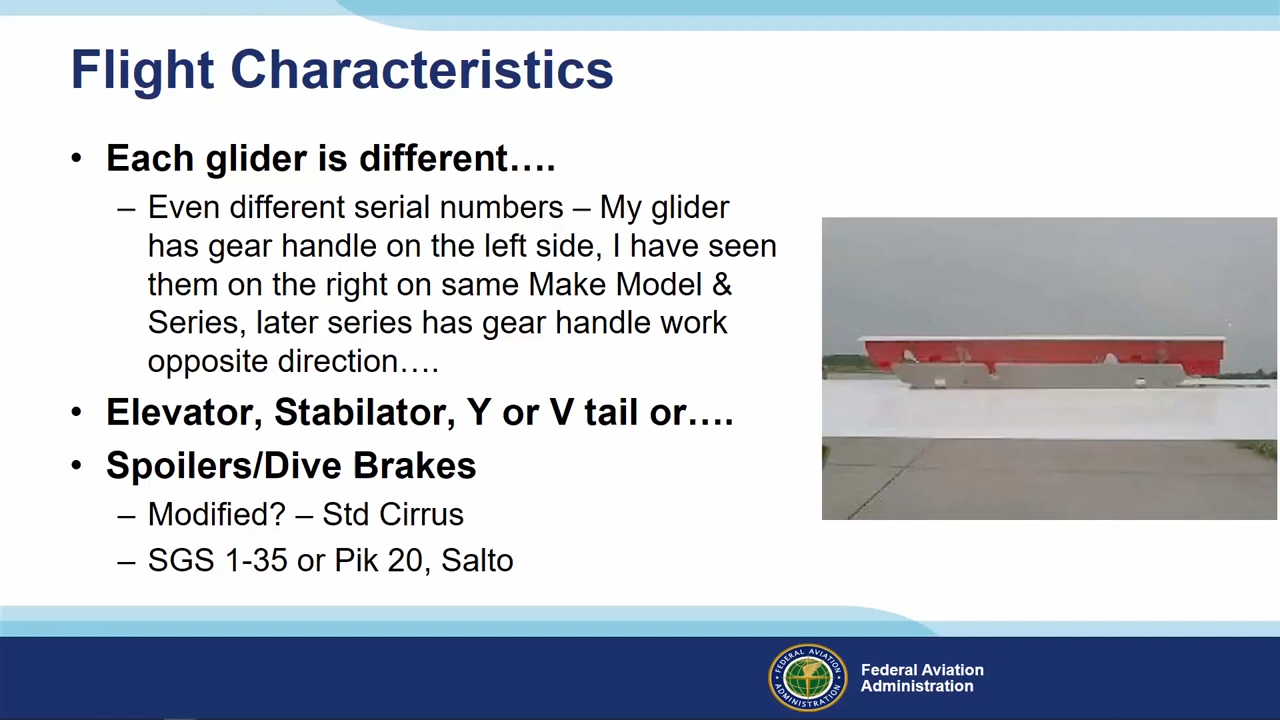 Flight Characteristics
• Each glider is different….
– Even different serial numbers – My glider
has gear handle on the left side, I have seen
them on the right on same Make Model &
Series, later series has gear handle work
opposite direction….
• Elevator, Stabilator, Y or V tail or….
• Spoilers/Dive Brakes
– Modified? – Std Cirrus
– SGS 1-35 or Pik 20, Salto
FEDERAL AVIATION
ADMINISTRATION
Federal Aviation
Administration